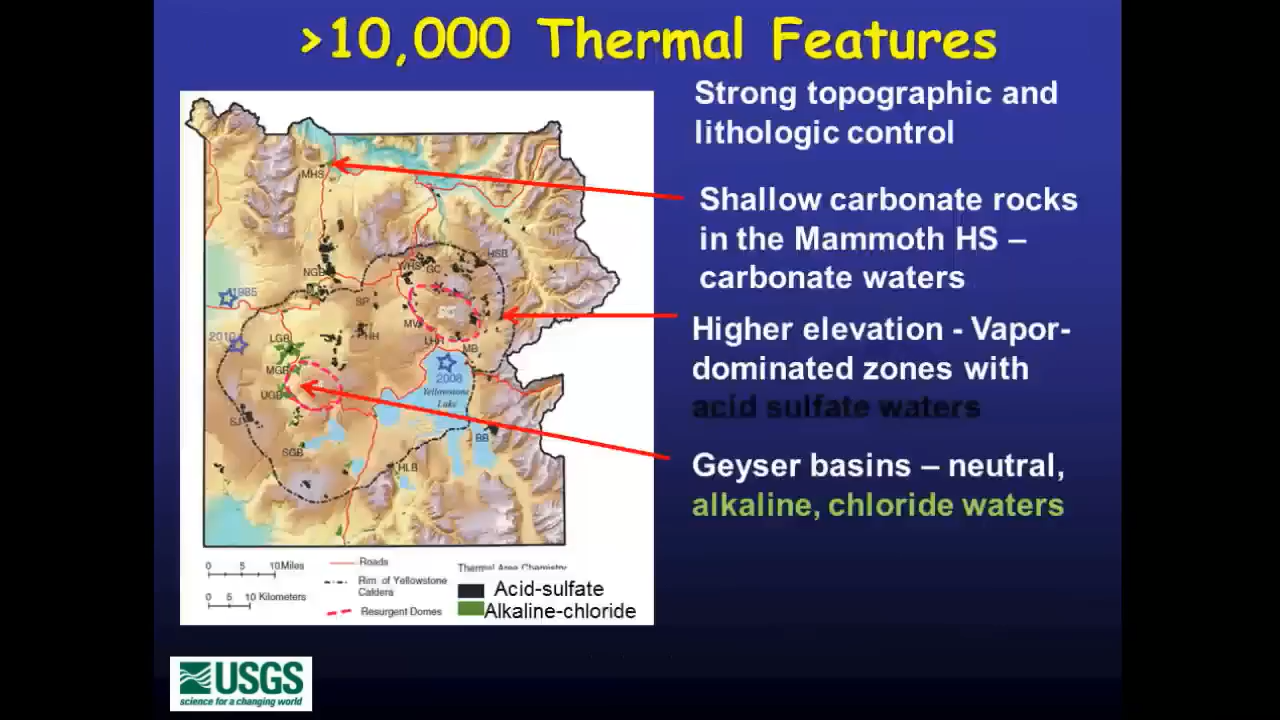 >10,000 Thermal Features
Strong topographic and
lithologic control
Shallow carbonate rocks
in the Mammoth HS –
carbonate waters
Higher elevation - Vapor-
dominated zones with
acid sulfate waters
Geyser basins – neutral,
alkaline, chloride waters
MHS
NGB
WHS
GC
HSB
1985
SP
SC
MV
2010
PHH
LHR
MB
LGB
MGB
2008
UGB
Yellowstone
Lake
SJ
BB
SGB
HLB
0 5 10 Miles
0 5 10 Kilometers
Roads
Rim of Yellowstone
Caldera
Resurgent Domes
Thermal Area Chemistry
Acid-sulfate
Alkaline-chloride
USGS
science for a changing world